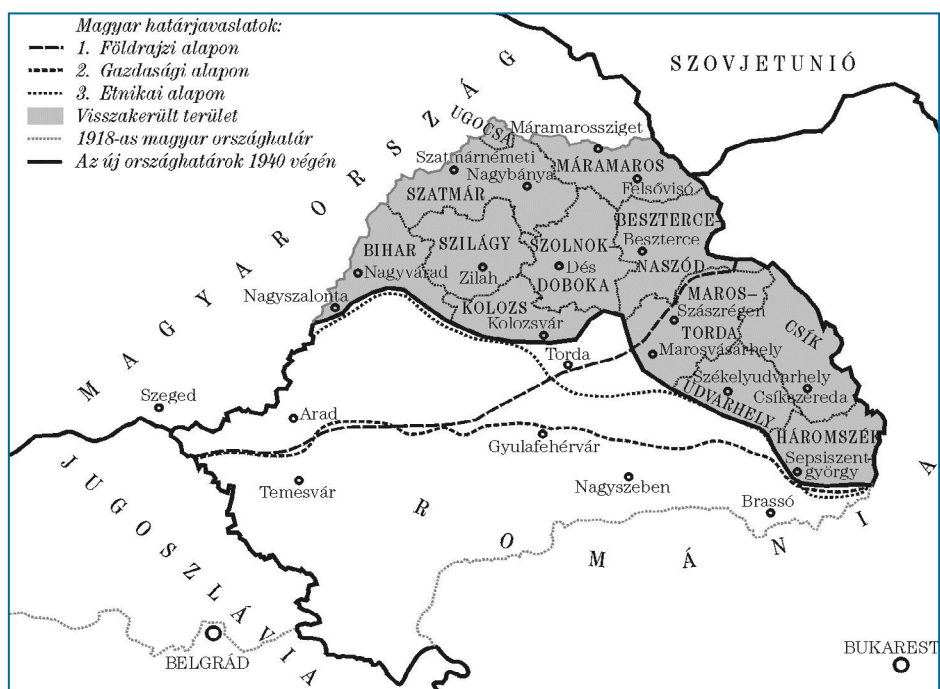 Magyar határjavaslatok:
1. Földrajzi alapon
2. Gazdasági alapon
3. Etnikai alapon
Visszakerült terület
1918-as magyar országhatár
Az új országhatárok 1940 végén
MAGYARORSZÁG
SZOVJETUNIÓ
UGOCSA
Máramarossziget
Szatmárnémeti
Nagybánya
MÁRAMAROS
Felsővisó
SZATMÁR
BESZTERCE-
Beszterce
NASZÓD
BIHAR
Nagyvárad
SZILÁGY
Zilah
SZOLNOK-
Dés
DOBOKA
Nagyszalonta
KOLOZS
Kolozsvár
MAROS-
Szászrégen
TORDA
Marosvásárhely
CSÍK
Torda
Székelyudvarhely
Csíkszereda
UDVARHELY
Szeged
Arad
HÁROMSZÉK
Sepsiszent-
györgy
Gyulafehérvár
Temesvár
Nagyszeben
Brassó
ROMÁNIA
JUGOSZLÁVIA
BELGRÁD
BUKAREST